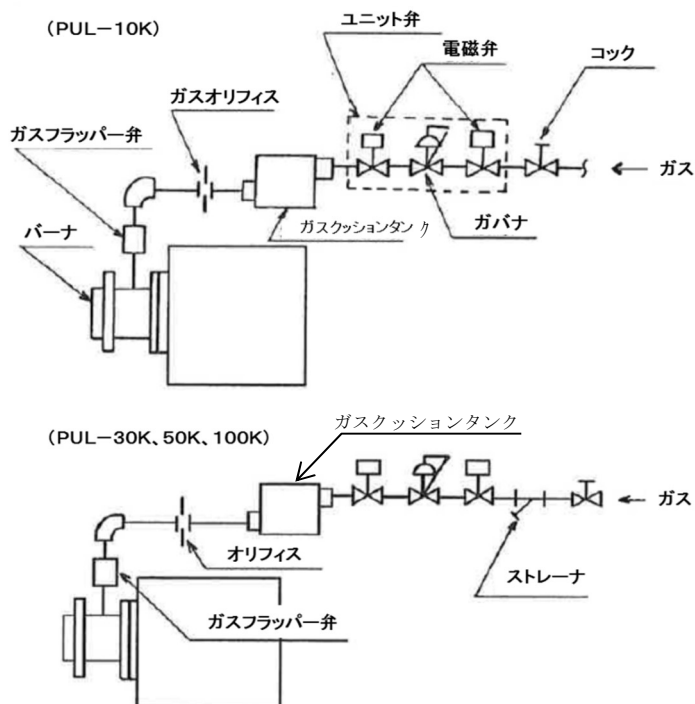 (PUL−10K)
ユニット弁
電磁弁
コック
ガスオリフィス
ガスフラッパー弁
ガス
バーナ
ガスクッションタンク
ガバナ
(PUL−30K、50K、100K)
ガスクッションタンク
ガス
オリフィス
ストレーナ
ガスフラッパー弁